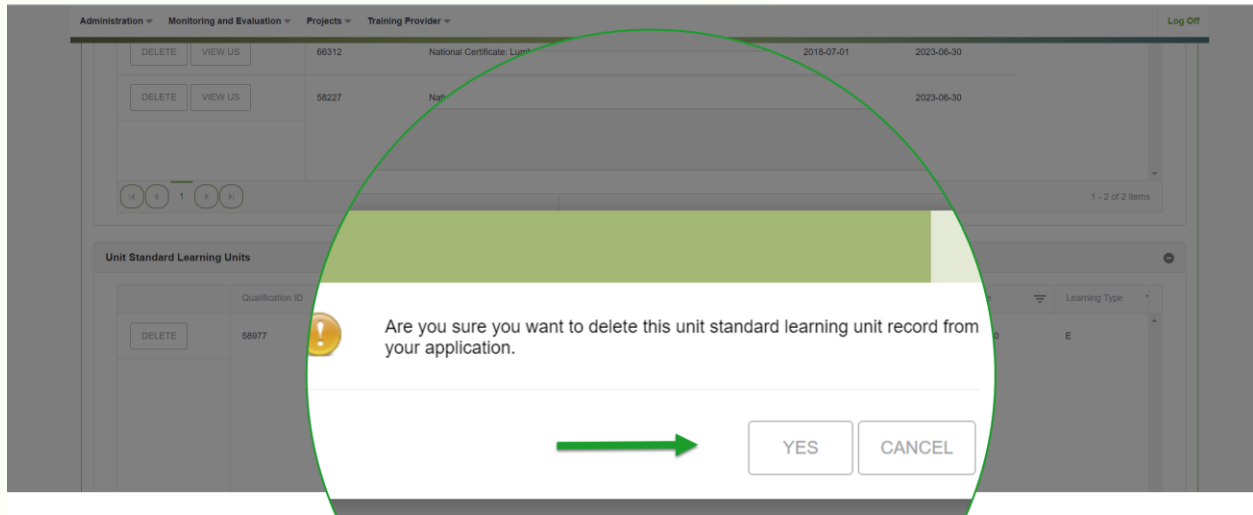 Administration Monitoring and Evaluation Projects Training Provider Log Off
DELETE VIEW US 66312 National Certificate: 2018-07-01 2023-06-30
DELETE VIEW US 58227 2023-06-30
1 1 - 2 of 2 items
Unit Standard Learning Units
Qualification ID Learning Type
DELETE 58977 E
Are you sure you want to delete this unit standard learning unit record from
your application.
YES CANCEL